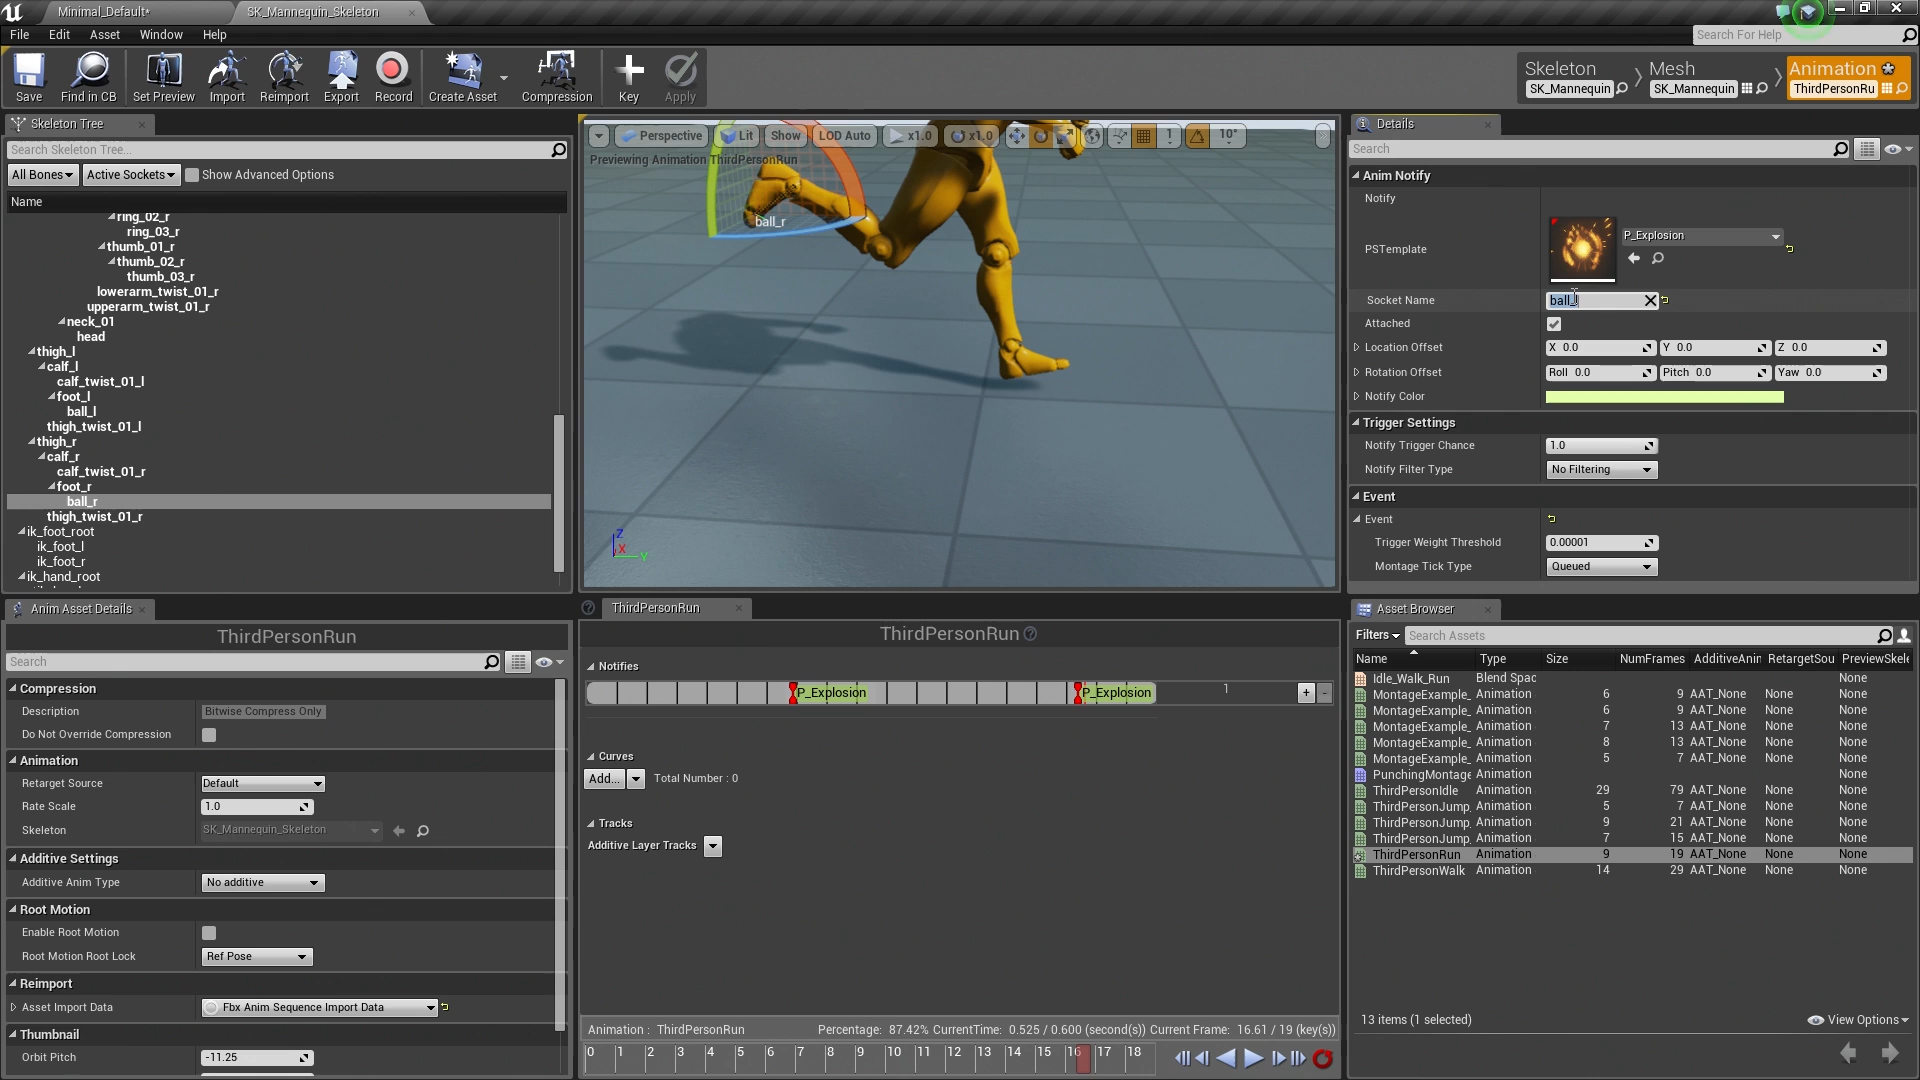 Minimal_Default*
SK_Mannequin_Skeleton
File Edit Asset Window Help
Search For Help
Save
Find in CB
Set Preview
Import
Reimport
Export
Record
Create Asset
Compression
Key
Apply
Skeleton
SK_Mannequin
Mesh
SK_Mannequin
Animation
ThirdPersonRu
Skeleton Tree
Search Skeleton Tree...
All Bones
Active Sockets
Show Advanced Options
Name
ring_02_r
ring_03_r
thumb_01_r
thumb_02_r
thumb_03_r
lowerarm_twist_01_r
upperarm_twist_01_r
neck_01
head
thigh_l
calf_l
calf_twist_01_l
foot_l
ball_l
thigh_twist_01_l
thigh_r
calf_r
calf_twist_01_r
foot_r
ball_r
thigh_twist_01_r
ik_foot_root
ik_foot_l
ik_foot_r
ik_hand_root
Perspective
Lit
Show
LOD Auto
x1.0
x1.0
1
10°
Previewing Animation ThirdPersonRun
ball_r
Z
X
Y
Details
Search
Anim Notify
Notify
PSTemplate
P_Explosion
Socket Name
ball_
Attached
Location Offset
X 0.0
Y 0.0
Z 0.0
Rotation Offset
Roll 0.0
Pitch 0.0
Yaw 0.0
Notify Color
Trigger Settings
Notify Trigger Chance
1.0
Notify Filter Type
No Filtering
Event
Event
Trigger Weight Threshold
0.00001
Montage Tick Type
Queued
Anim Asset Details
ThirdPersonRun
Search
Compression
Description
Bitwise Compress Only
Do Not Override Compression
Animation
Retarget Source
Default
Rate Scale
1.0
Skeleton
SK_Mannequin_Skeleton
Additive Settings
Additive Anim Type
No additive
Root Motion
Enable Root Motion
Root Motion Root Lock
Ref Pose
Reimport
Asset Import Data
Fbx Anim Sequence Import Data
Thumbnail
Orbit Pitch
-11.25
ThirdPersonRun
ThirdPersonRun
Notifies
P_Explosion
P_Explosion
1
+
-
Curves
Add...
Total Number : 0
Tracks
Additive Layer Tracks
Animation : ThirdPersonRun
Percentage: 87.42% CurrentTime: 0.525 / 0.600 (second(s)) Current Frame: 16.61 / 19 (key(s))
0 1 2 3 4 5 6 7 8 9 10 11 12 13 14 15 16 17 18
Asset Browser
Filters
Search Assets
Name Type Size NumFrames AdditiveAnin RetargetSou PreviewSkele
Idle_Walk_Run Blend Spac None
MontageExample_ Animation 6 9 AAT_None None None
MontageExample_ Animation 6 9 AAT_None None None
MontageExample_ Animation 7 13 AAT_None None None
MontageExample_ Animation 8 13 AAT_None None None
MontageExample_ Animation 5 7 AAT_None None None
PunchingMontage Animation None
ThirdPersonIdle Animation 29 79 AAT_None None None
ThirdPersonJump_ Animation 5 7 AAT_None None None
ThirdPersonJump_ Animation 9 21 AAT_None None None
ThirdPersonJump_ Animation 7 15 AAT_None None None
ThirdPersonRun Animation 9 19 AAT_None None None
ThirdPersonWalk Animation 14 29 AAT_None None None
13 items (1 selected)
View Options